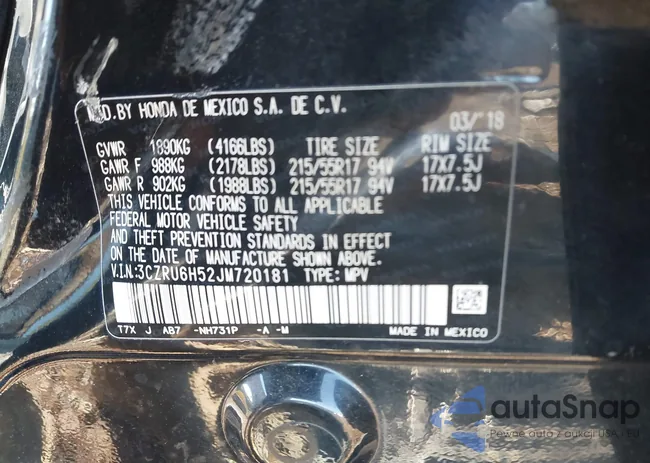 MFD.BY HONDA DE MEXICO S.A. DE C.V.
03/'18
GVWR 1890KG (4166LBS) TIRE SIZE RIM SIZE
GAWR F 988KG (2178LBS) 215/55R17 94V 17X7.5J
GAWR R 902KG (1988LBS) 215/55R17 94V 17X7.5J
THIS VEHICLE CONFORMS TO ALL APPLICABLE
FEDERAL MOTOR VEHICLE SAFETY
AND THEFT PREVENTION STANDARDS IN EFFECT
ON THE DATE OF MANUFACTURE SHOWN ABOVE.
V.I.N:3CZRU6H52JM720181 TYPE: MPV
T7X J AB7 -NH731P -A -M MADE IN MEXICO
autaSnap